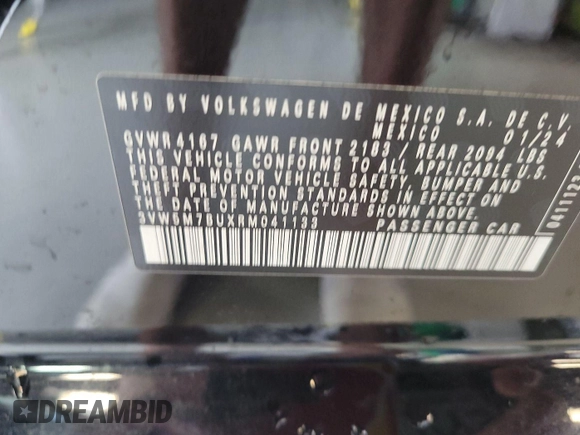 MFD BY VOLKSWAGEN DE MEXICO S.A. DE C.V.
MEXICO 01/24
GVWR 4167 GAWR FRONT 2183 / REAR 2004 LBS
THIS VEHICLE CONFORMS TO ALL APPLICABLE U.S.
FEDERAL MOTOR VEHICLE SAFETY, BUMPER AND
THEFT PREVENTION STANDARDS IN EFFECT ON
THE DATE OF MANUFACTURE SHOWN ABOVE.
3VW5M7BUXRM041133 PASSENGER CAR
0411123
DREAMBID